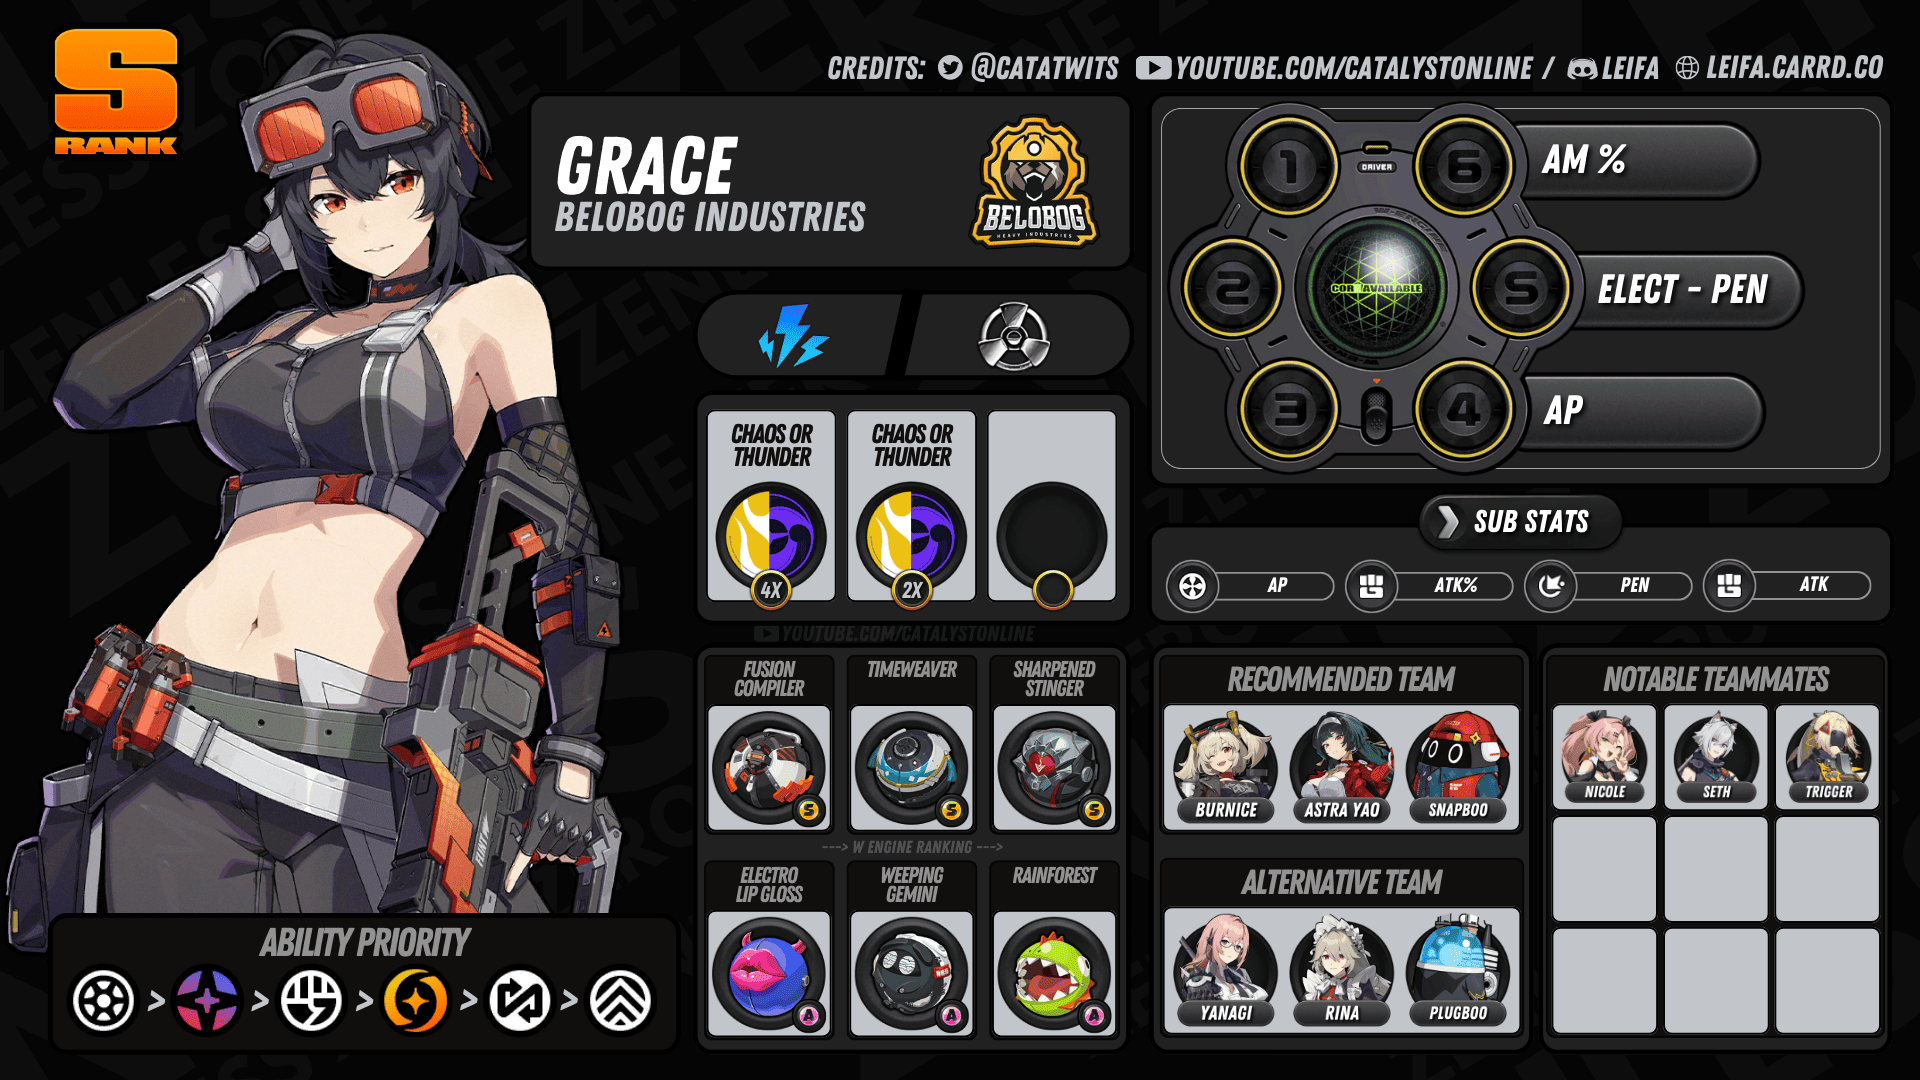 S
RANK
CREDITS: @CATATWITS YOUTUBE.COM/CATALYSTONLINE / LEIFA LEIFA.CARRD.CO
GRACE
BELOBOG INDUSTRIES
BELOBOG
HEAVY INDUSTRIES
1
6
DRIVER
2
5
3
4
W-ENGINE
AM %
ELECT - PEN
AP
CHAOS OR
THUNDER
4X
CHAOS OR
THUNDER
2X
YOUTUBE.COM/CATALYSTONLINE
SUB STATS
AP
ATK%
PEN
ATK
FUSION
COMPILER
S
TIMEWEAVER
S
SHARPENED
STINGER
S
---> W ENGINE RANKING --->
ELECTRO
LIP GLOSS
A
WEEPING
GEMINI
A
RAINFOREST
A
RECOMMENDED TEAM
BURNICE
ASTRA YAO
SNAPBOO
ALTERNATIVE TEAM
YANAGI
RINA
PLUGBOO
NOTABLE TEAMMATES
NICOLE
SETH
TRIGGER
ABILITY PRIORITY
> > > > >